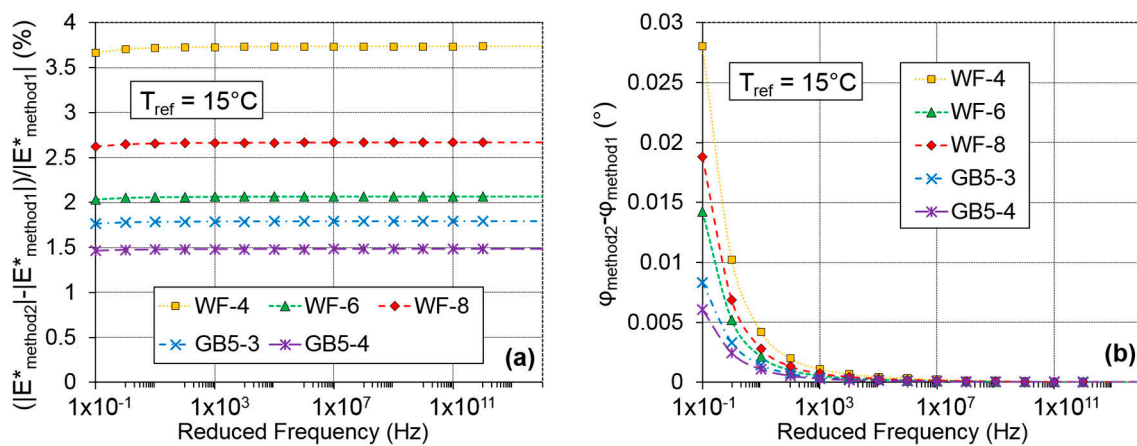 (|E*method2|-|E*method1|)/|E*method1| (%)
4
3.5
3
2.5
2
1.5
1
0.5
0
Tref = 15°C
WF-4 WF-6 WF-8
GB5-3 GB5-4
(a)
1x10-1 1x103 1x107 1x1011
Reduced Frequency (Hz)
φmethod2-φmethod1 (°)
0.03
0.025
0.02
0.015
0.01
0.005
0
Tref = 15°C
WF-4
WF-6
WF-8
GB5-3
GB5-4
(b)
1x10-1 1x103 1x107 1x1011
Reduced Frequency (Hz)